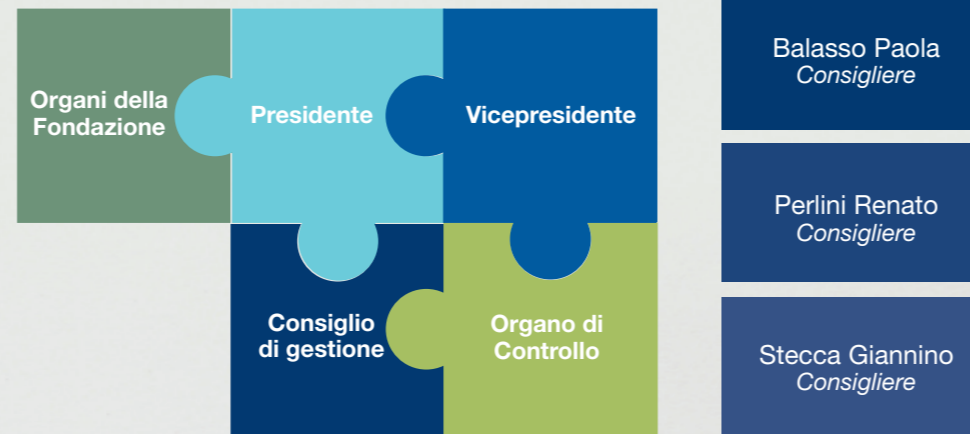 Organi della
Fondazione
Presidente
Vicepresidente
Consiglio
di gestione
Organo di
Controllo
Balasso Paola
Consigliere
Perlini Renato
Consigliere
Stecca Giannino
Consigliere